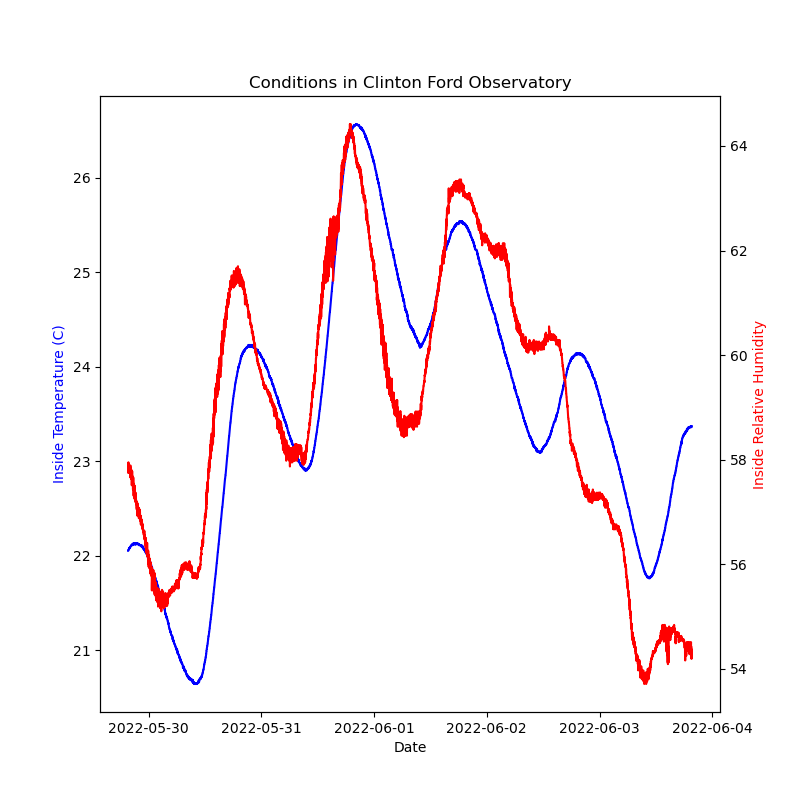 Conditions in Clinton Ford Observatory
Inside Temperature (C)
26
25
24
23
22
21
64
62
60
58
56
54
Inside Relative Humidity
2022-05-30 2022-05-31 2022-06-01 2022-06-02 2022-06-03 2022-06-04
Date